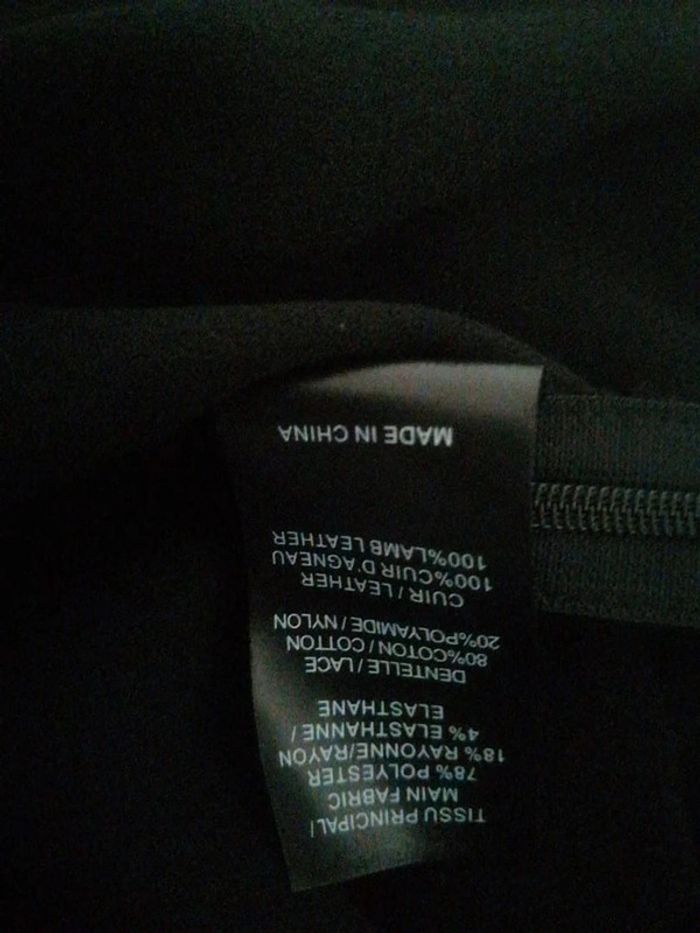 TISSU PRINCIPAL/
MAIN FABRIC
78% POLYESTER
18% RAYONNE/RAYON
4% ELASTHANNE /
ELASTHANE
DENTELLE / LACE
80%COTON / COTTON
20%POLYAMIDE / NYLON
CUIR / LEATHER
100%CUIR D'AGNEAU
100%LAMB LEATHER
MADE IN CHINA